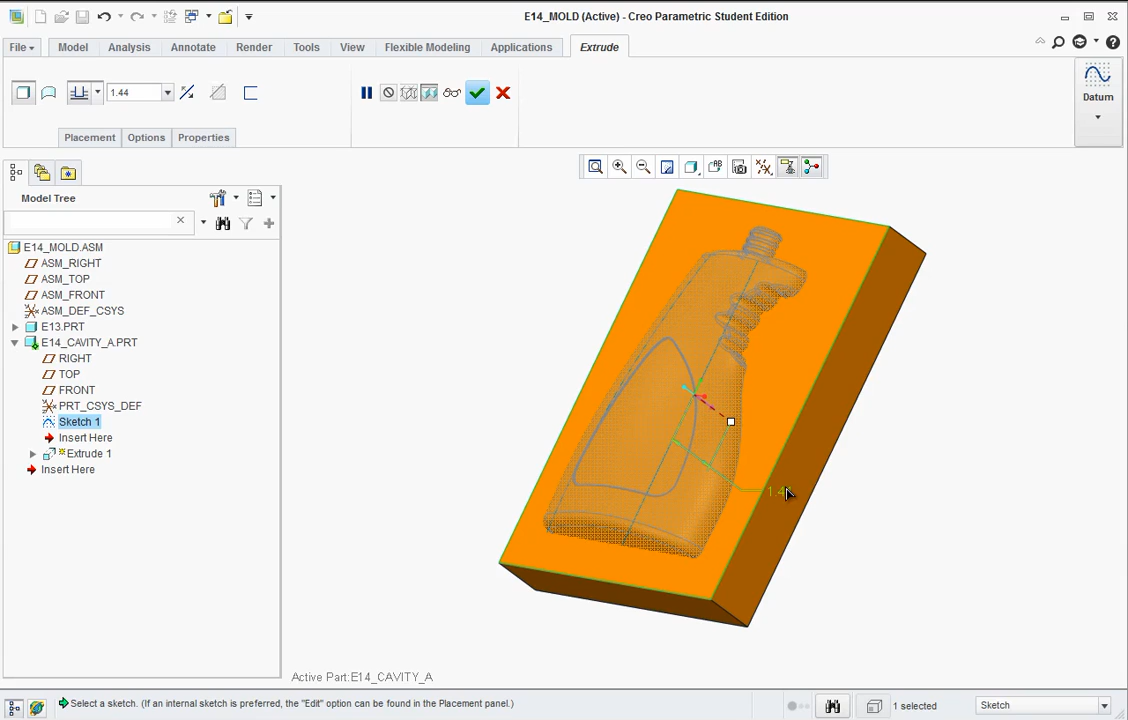 E14_MOLD (Active) - Creo Parametric Student Edition
File Model Analysis Annotate Render Tools View Flexible Modeling Applications Extrude
1.44
Datum
Placement Options Properties
Model Tree
E14_MOLD.ASM
ASM_RIGHT
ASM_TOP
ASM_FRONT
ASM_DEF_CSYS
E13.PRT
E14_CAVITY_A.PRT
RIGHT
TOP
FRONT
PRT_CSYS_DEF
Sketch 1
Insert Here
Extrude 1
Insert Here
Active Part:E14_CAVITY_A
Select a sketch. (If an internal sketch is preferred, the "Edit" option can be found in the Placement panel.)
1 selected
Sketch